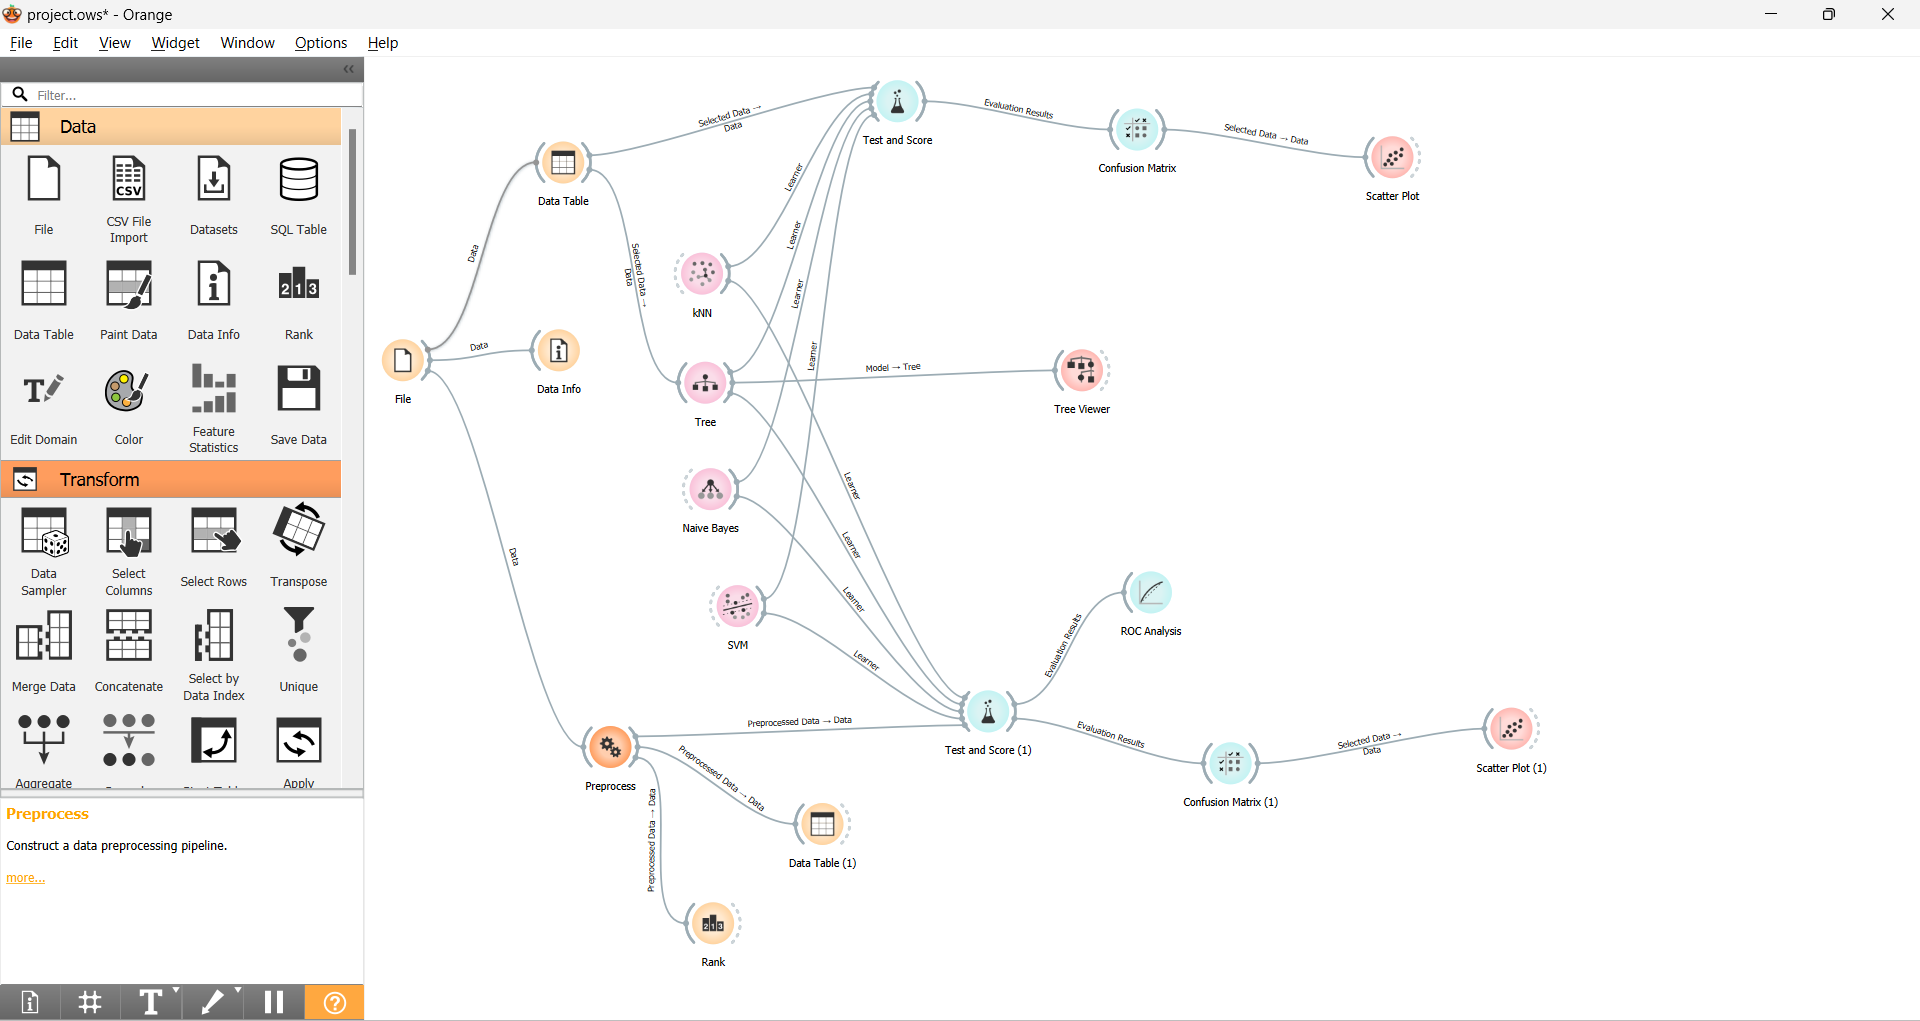 project.ows* - Orange
File Edit View Widget Window Options Help
Filter...
Data
File
CSV File
Import
Datasets
SQL Table
Data Table
Paint Data
Data Info
Rank
Edit Domain
Color
Feature
Statistics
Save Data
Transform
Data
Sampler
Select
Columns
Select Rows
Transpose
Merge Data
Concatenate
Select by
Data Index
Unique
Aggregate
Apply
Preprocess
Construct a data preprocessing pipeline.
more...
File
Data
Data
Data
Data Table
Data Info
Selected Data →
Data
Selected Data →
Data
Test and Score
Evaluation Results
Confusion Matrix
Selected Data → Data
Scatter Plot
kNN
Learner
Learner
Learner
Learner
Tree
Model → Tree
Tree Viewer
Naive Bayes
SVM
Learner
Learner
Learner
Learner
Preprocess
Preprocessed Data → Data
Preprocessed Data → Data
Preprocessed Data → Data
Data Table (1)
Rank
Test and Score (1)
Evaluation Results
ROC Analysis
Evaluation Results
Confusion Matrix (1)
Selected Data →
Data
Scatter Plot (1)